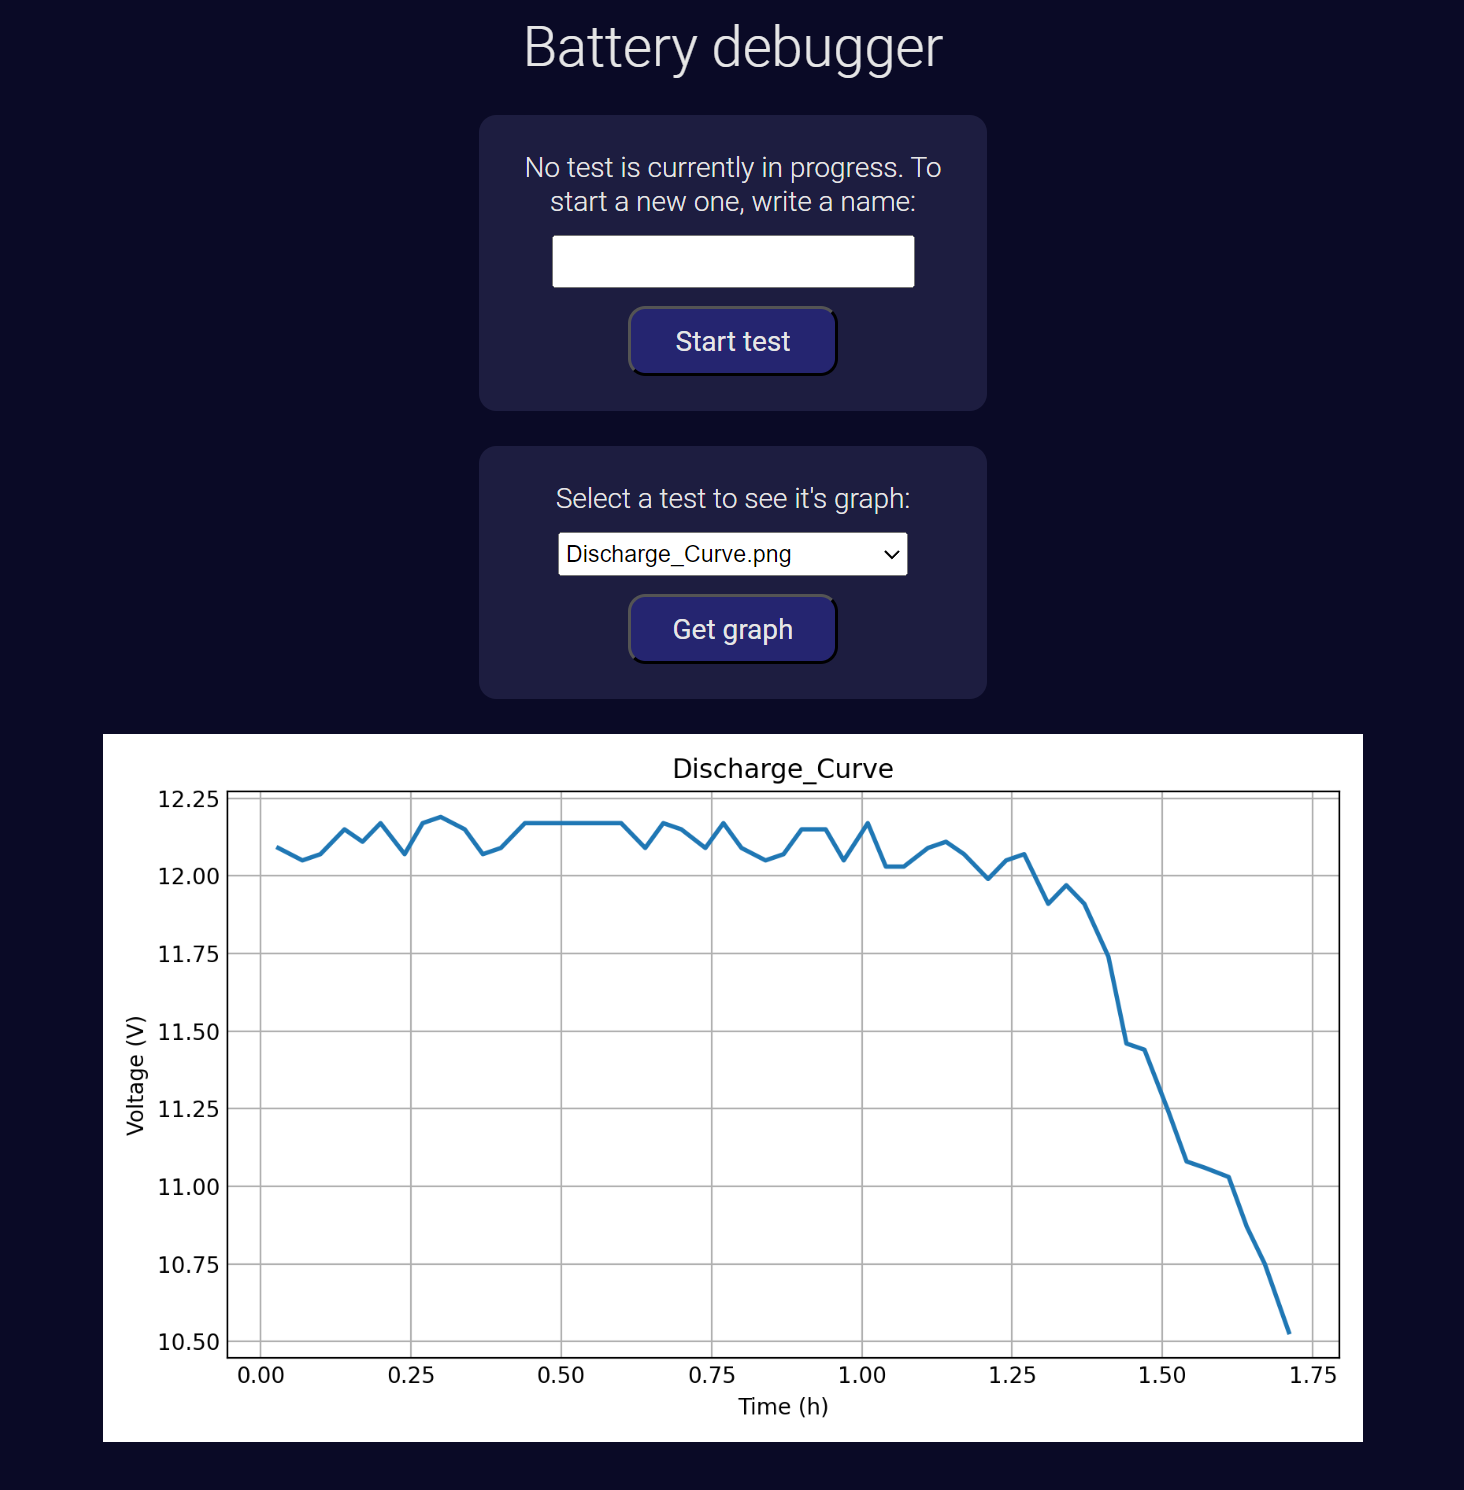 Battery debugger
No test is currently in progress. To
start a new one, write a name:
Start test
Select a test to see it's graph:
Discharge_Curve.png
Get graph
Discharge_Curve
12.25
12.00
11.75
11.50
11.25
11.00
10.75
10.50
Voltage (V)
0.00 0.25 0.50 0.75 1.00 1.25 1.50 1.75
Time (h)